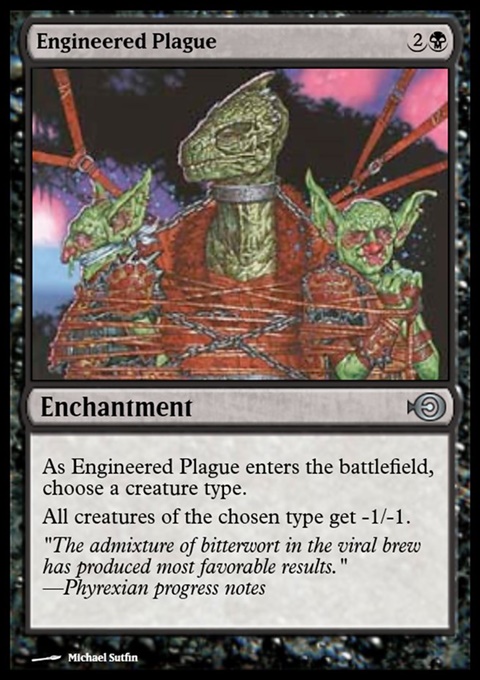 Engineered Plague 2
Enchantment
As Engineered Plague enters the battlefield,
choose a creature type.
All creatures of the chosen type get -1/-1.
"The admixture of bitterwort in the viral brew
has produced most favorable results."
—Phyrexian progress notes
Michael Sutfin